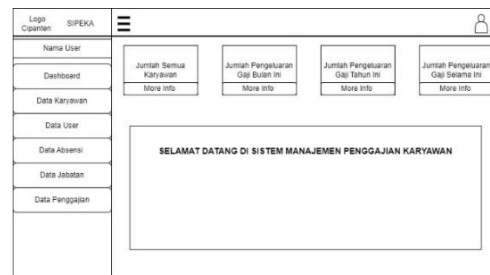 Logo
Cipanten
SIPEKA
Nama User
Dashboard
Data Karyawan
Data User
Data Absensi
Data Jabatan
Data Penggajian
Jumlah Semua
Karyawan
More Info
Jumlah Pengeluaran
Gaji Bulan Ini
More Info
Jumlah Pengeluaran
Gaji Tahun Ini
More Info
Jumlah Pengeluaran
Gaji Selama Ini
More Info
SELAMAT DATANG DI SISTEM MANAJEMEN PENGGAJIAN KARYAWAN